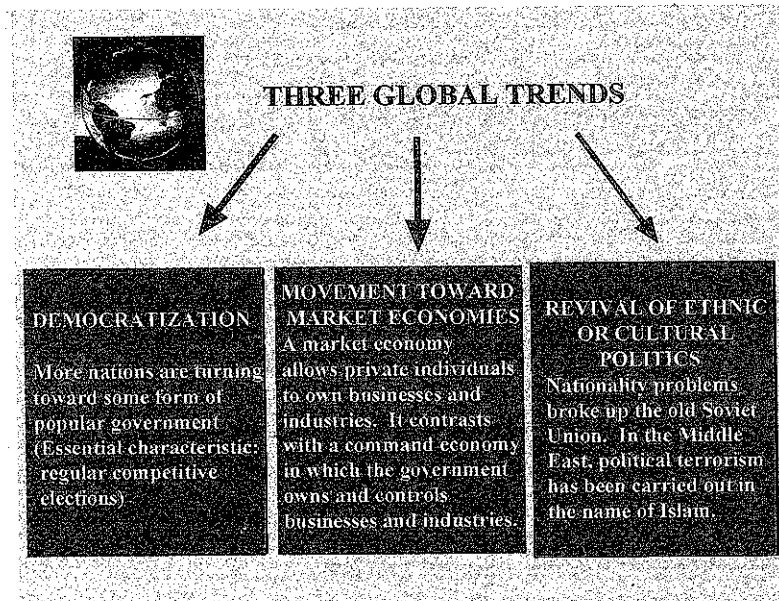 THREE GLOBAL TRENDS
DEMOCRATIZATION
More nations are turning
toward some form of
popular government
(Essential characteristic:
regular competitive
elections)
MOVEMENT TOWARD
MARKET ECONOMIES
A market economy
allows private individuals
to own businesses and
industries. It contrasts
with a command economy
in which the government
owns and controls
businesses and industries.
REVIVAL OF ETHNIC
OR CULTURAL
POLITICS
Nationality problems
broke up the old Soviet
Union. In the Middle
East, political terrorism
has been carried out in
the name of Islam.